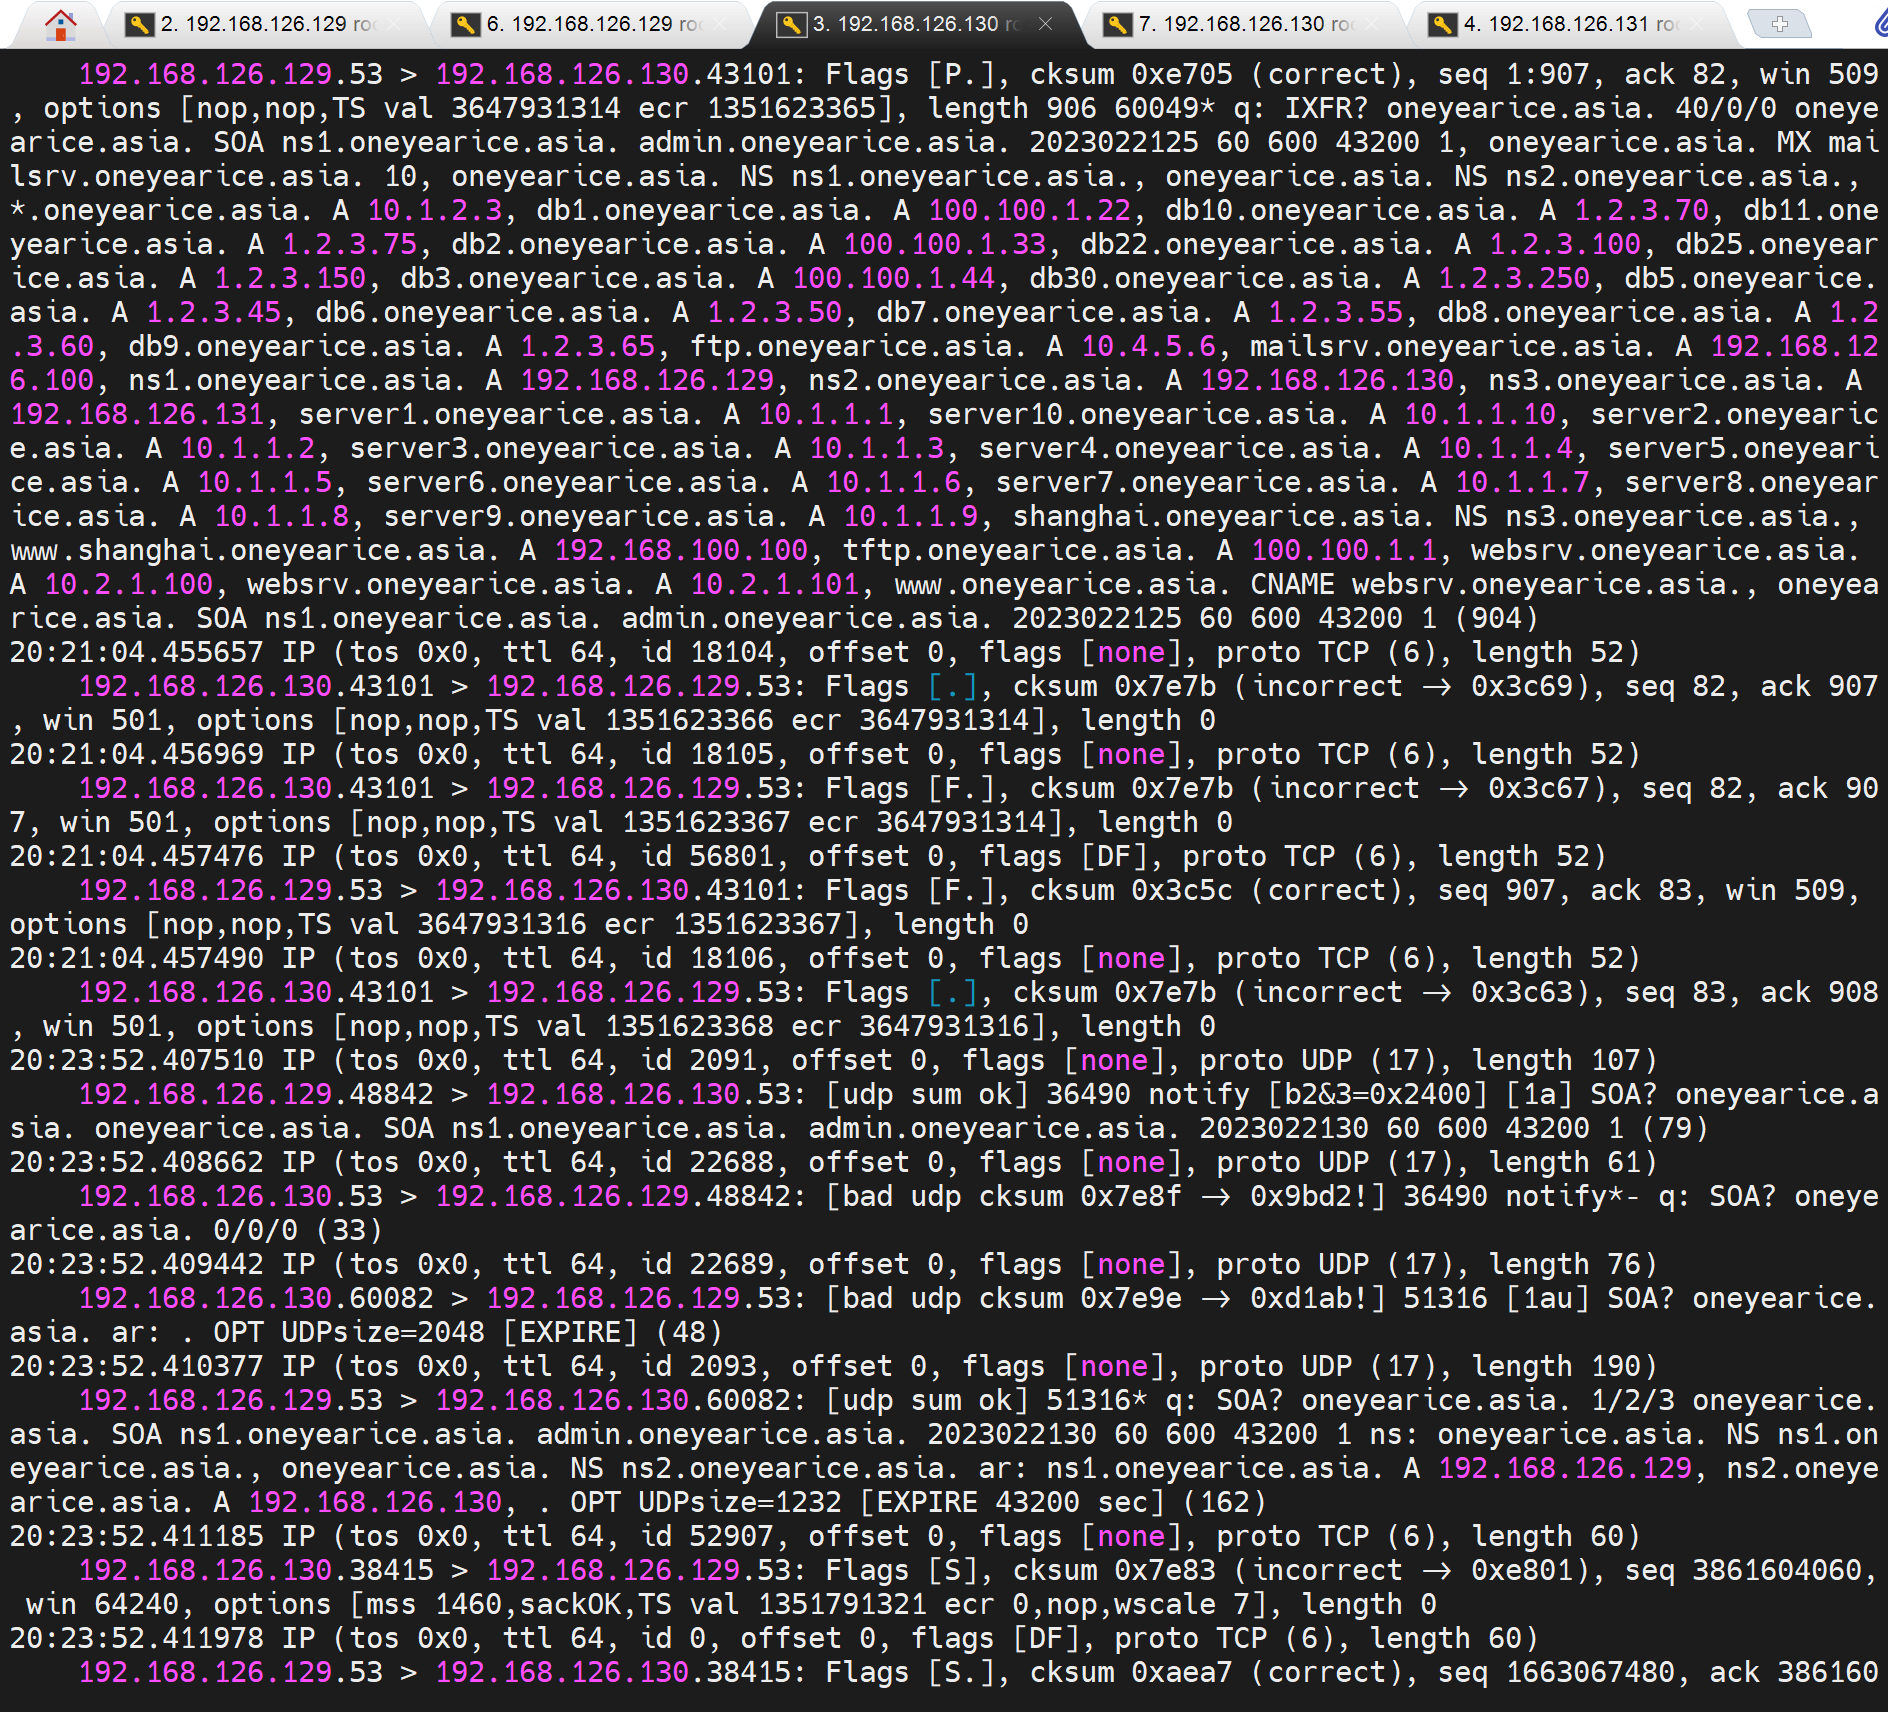 2. 192.168.126.129 roo
6. 192.168.126.129 roo
3. 192.168.126.130 ro
7. 192.168.126.130 roo
4. 192.168.126.131 roo
192.168.126.129.53 > 192.168.126.130.43101: Flags [P.], cksum 0xe705 (correct), seq 1:907, ack 82, win 509
, options [nop,nop,TS val 3647931314 ecr 1351623365], length 906 60049* q: IXFR? oneyearice.asia. 40/0/0 oneye
arice.asia. SOA ns1.oneyearice.asia. admin.oneyearice.asia. 2023022125 60 600 43200 1, oneyearice.asia. MX mai
lsrv.oneyearice.asia. 10, oneyearice.asia. NS ns1.oneyearice.asia., oneyearice.asia. NS ns2.oneyearice.asia.,
*.oneyearice.asia. A 10.1.2.3, db1.oneyearice.asia. A 100.100.1.22, db10.oneyearice.asia. A 1.2.3.70, db11.one
yearice.asia. A 1.2.3.75, db2.oneyearice.asia. A 100.100.1.33, db22.oneyearice.asia. A 1.2.3.100, db25.oneyear
ice.asia. A 1.2.3.150, db3.oneyearice.asia. A 100.100.1.44, db30.oneyearice.asia. A 1.2.3.250, db5.oneyearice.
asia. A 1.2.3.45, db6.oneyearice.asia. A 1.2.3.50, db7.oneyearice.asia. A 1.2.3.55, db8.oneyearice.asia. A 1.2
.3.60, db9.oneyearice.asia. A 1.2.3.65, ftp.oneyearice.asia. A 10.4.5.6, mailsrv.oneyearice.asia. A 192.168.12
6.100, ns1.oneyearice.asia. A 192.168.126.129, ns2.oneyearice.asia. A 192.168.126.130, ns3.oneyearice.asia. A
192.168.126.131, server1.oneyearice.asia. A 10.1.1.1, server10.oneyearice.asia. A 10.1.1.10, server2.oneyearic
e.asia. A 10.1.1.2, server3.oneyearice.asia. A 10.1.1.3, server4.oneyearice.asia. A 10.1.1.4, server5.oneyeari
ce.asia. A 10.1.1.5, server6.oneyearice.asia. A 10.1.1.6, server7.oneyearice.asia. A 10.1.1.7, server8.oneyear
ice.asia. A 10.1.1.8, server9.oneyearice.asia. A 10.1.1.9, shanghai.oneyearice.asia. NS ns3.oneyearice.asia.,
www.shanghai.oneyearice.asia. A 192.168.100.100, tftp.oneyearice.asia. A 100.100.1.1, websrv.oneyearice.asia.
A 10.2.1.100, websrv.oneyearice.asia. A 10.2.1.101, www.oneyearice.asia. CNAME websrv.oneyearice.asia., oneyea
rice.asia. SOA ns1.oneyearice.asia. admin.oneyearice.asia. 2023022125 60 600 43200 1 (904)
20:21:04.455657 IP (tos 0x0, ttl 64, id 18104, offset 0, flags [none], proto TCP (6), length 52)
192.168.126.130.43101 > 192.168.126.129.53: Flags [.], cksum 0x7e7b (incorrect -> 0x3c69), seq 82, ack 907
, win 501, options [nop,nop,TS val 1351623366 ecr 3647931314], length 0
20:21:04.456969 IP (tos 0x0, ttl 64, id 18105, offset 0, flags [none], proto TCP (6), length 52)
192.168.126.130.43101 > 192.168.126.129.53: Flags [F.], cksum 0x7e7b (incorrect -> 0x3c67), seq 82, ack 90
7, win 501, options [nop,nop,TS val 1351623367 ecr 3647931314], length 0
20:21:04.457476 IP (tos 0x0, ttl 64, id 56801, offset 0, flags [DF], proto TCP (6), length 52)
192.168.126.129.53 > 192.168.126.130.43101: Flags [F.], cksum 0x3c5c (correct), seq 907, ack 83, win 509,
options [nop,nop,TS val 3647931316 ecr 1351623367], length 0
20:21:04.457490 IP (tos 0x0, ttl 64, id 18106, offset 0, flags [none], proto TCP (6), length 52)
192.168.126.130.43101 > 192.168.126.129.53: Flags [.], cksum 0x7e7b (incorrect -> 0x3c63), seq 83, ack 908
, win 501, options [nop,nop,TS val 1351623368 ecr 3647931316], length 0
20:23:52.407510 IP (tos 0x0, ttl 64, id 2091, offset 0, flags [none], proto UDP (17), length 107)
192.168.126.129.48842 > 192.168.126.130.53: [udp sum ok] 36490 notify [b2&3=0x2400] [1a] SOA? oneyearice.a
sia. oneyearice.asia. SOA ns1.oneyearice.asia. admin.oneyearice.asia. 2023022130 60 600 43200 1 (79)
20:23:52.408662 IP (tos 0x0, ttl 64, id 22688, offset 0, flags [none], proto UDP (17), length 61)
192.168.126.130.53 > 192.168.126.129.48842: [bad udp cksum 0x7e8f -> 0x9bd2!] 36490 notify*- q: SOA? oneye
arice.asia. 0/0/0 (33)
20:23:52.409442 IP (tos 0x0, ttl 64, id 22689, offset 0, flags [none], proto UDP (17), length 76)
192.168.126.130.60082 > 192.168.126.129.53: [bad udp cksum 0x7e9e -> 0xd1ab!] 51316 [1au] SOA? oneyearice.
asia. ar: . OPT UDPsize=2048 [EXPIRE] (48)
20:23:52.410377 IP (tos 0x0, ttl 64, id 2093, offset 0, flags [none], proto UDP (17), length 190)
192.168.126.129.53 > 192.168.126.130.60082: [udp sum ok] 51316* q: SOA? oneyearice.asia. 1/2/3 oneyearice.
asia. SOA ns1.oneyearice.asia. admin.oneyearice.asia. 2023022130 60 600 43200 1 ns: oneyearice.asia. NS ns1.on
eyearice.asia., oneyearice.asia. NS ns2.oneyearice.asia. ar: ns1.oneyearice.asia. A 192.168.126.129, ns2.oneye
arice.asia. A 192.168.126.130, . OPT UDPsize=1232 [EXPIRE 43200 sec] (162)
20:23:52.411185 IP (tos 0x0, ttl 64, id 52907, offset 0, flags [none], proto TCP (6), length 60)
192.168.126.130.38415 > 192.168.126.129.53: Flags [S], cksum 0x7e83 (incorrect -> 0xe801), seq 3861604060,
win 64240, options [mss 1460,sackOK,TS val 1351791321 ecr 0,nop,wscale 7], length 0
20:23:52.411978 IP (tos 0x0, ttl 64, id 0, offset 0, flags [DF], proto TCP (6), length 60)
192.168.126.129.53 > 192.168.126.130.38415: Flags [S.], cksum 0xaea7 (correct), seq 1663067480, ack 386160